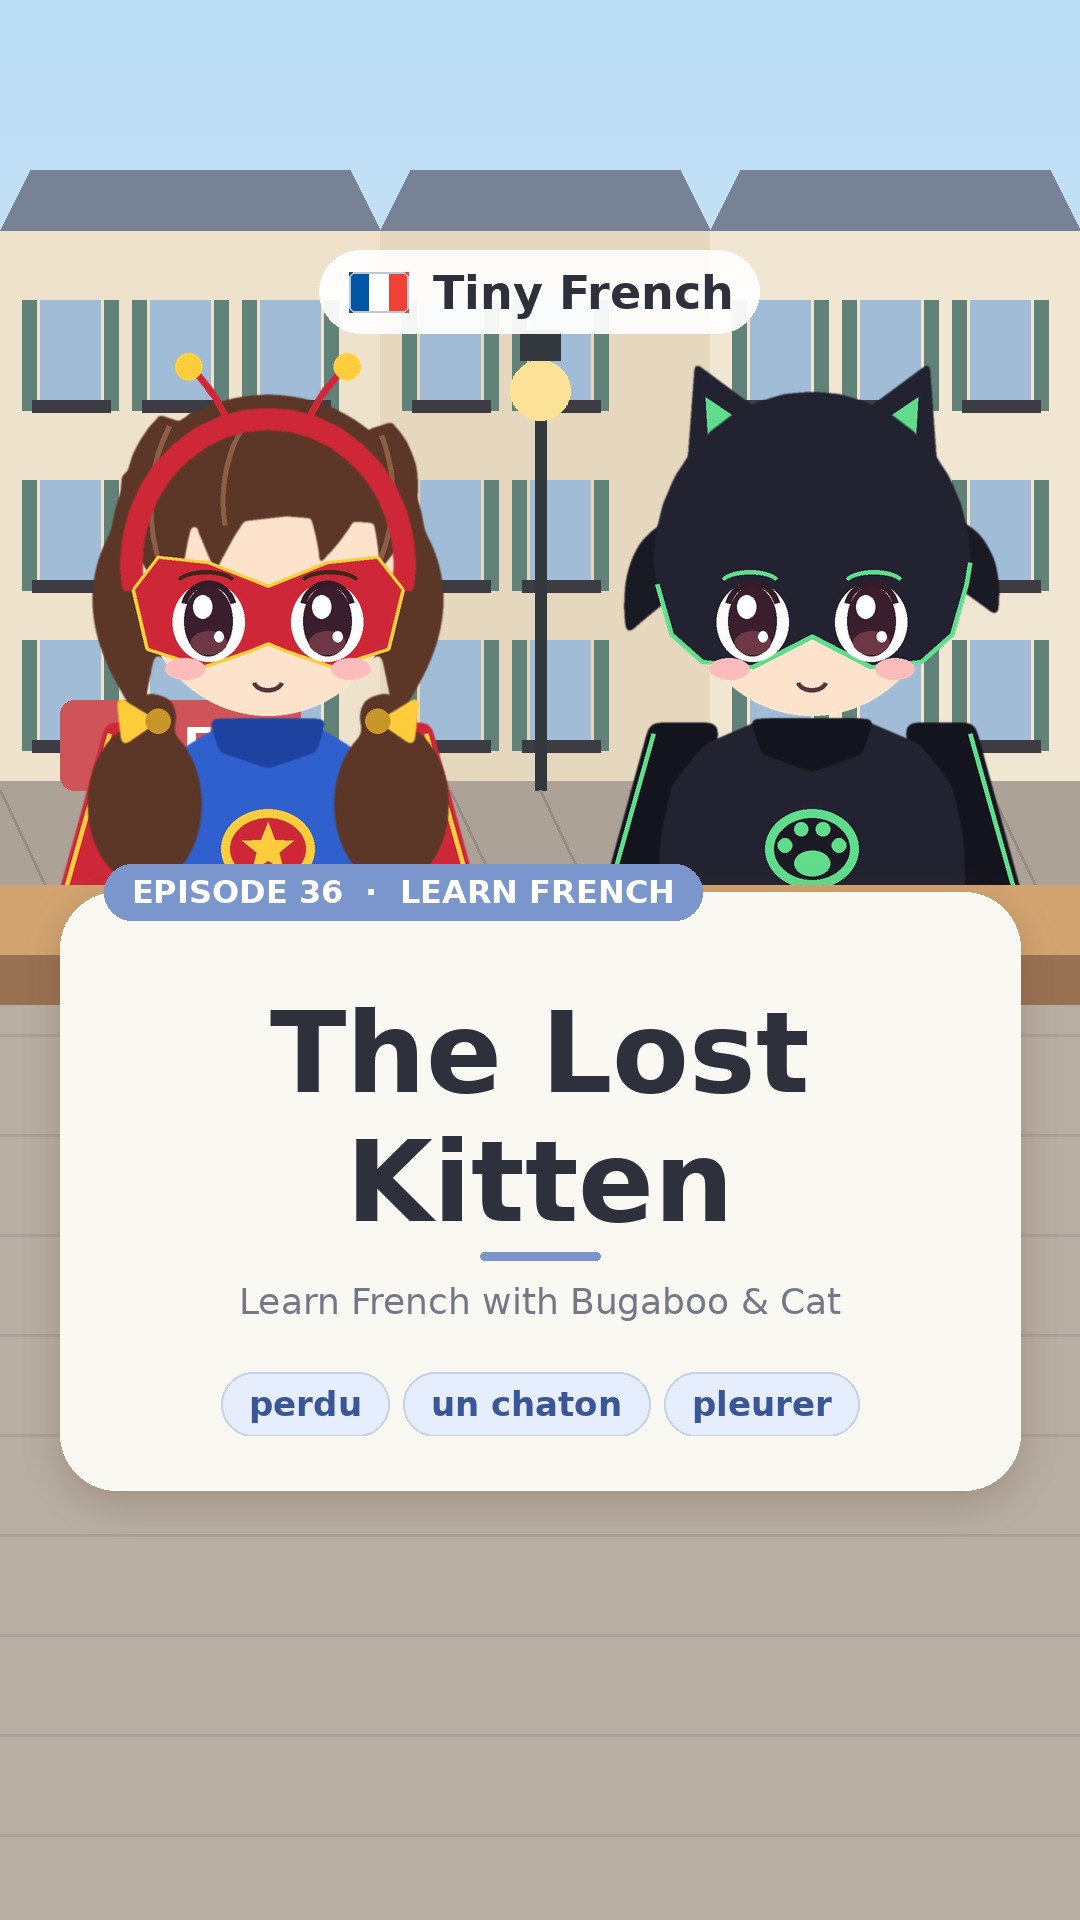 Tiny French
EPISODE 36 · LEARN FRENCH
The Lost
Kitten
Learn French with Bugaboo & Cat
perdu
un chaton
pleurer